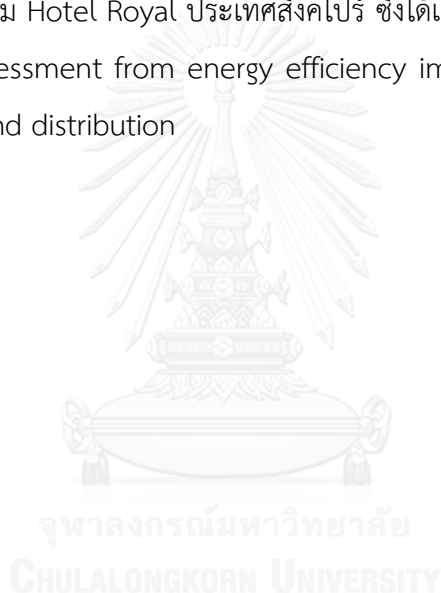 ม Hotel Royal ประเทศสิงคโปร์ ซึ่งได้เ
essment from energy efficiency im
nd distribution
จุฬาลงกรณ์มหาวิทยาลัย
CHULALONGKORN UNIVERSITY